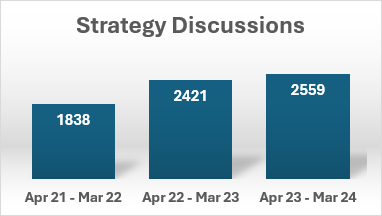 Strategy Discussions
1838
2421
2559
Apr 21 - Mar 22
Apr 22 - Mar 23
Apr 23 - Mar 24